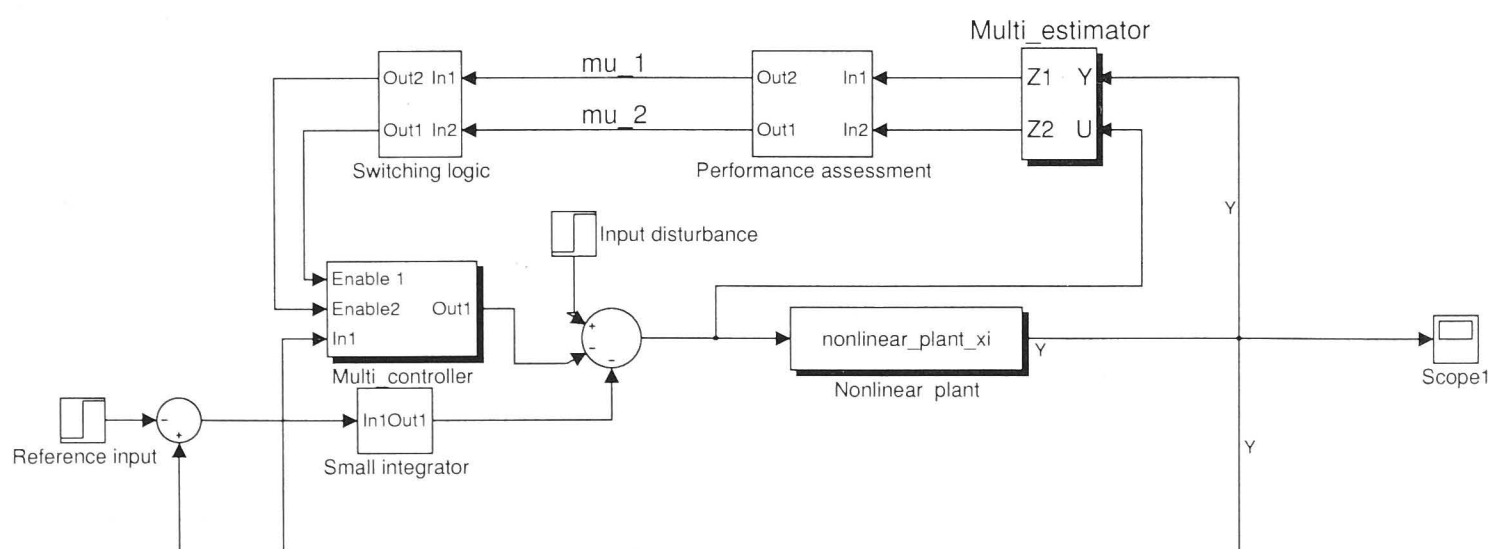 Multi_estimator
Out2 In1 mu_1 Out2 In1 Z1 Y
Out1 In2 mu_2 Out1 In2 Z2 U
Switching logic Performance assessment
Y
Input disturbance
Enable 1
Enable2 Out1
In1
+
-
-
nonlinear_plant_xi Y
Multi_controller Nonlinear plant Scope1
- In1Out1
+
Y
Reference input Small integrator